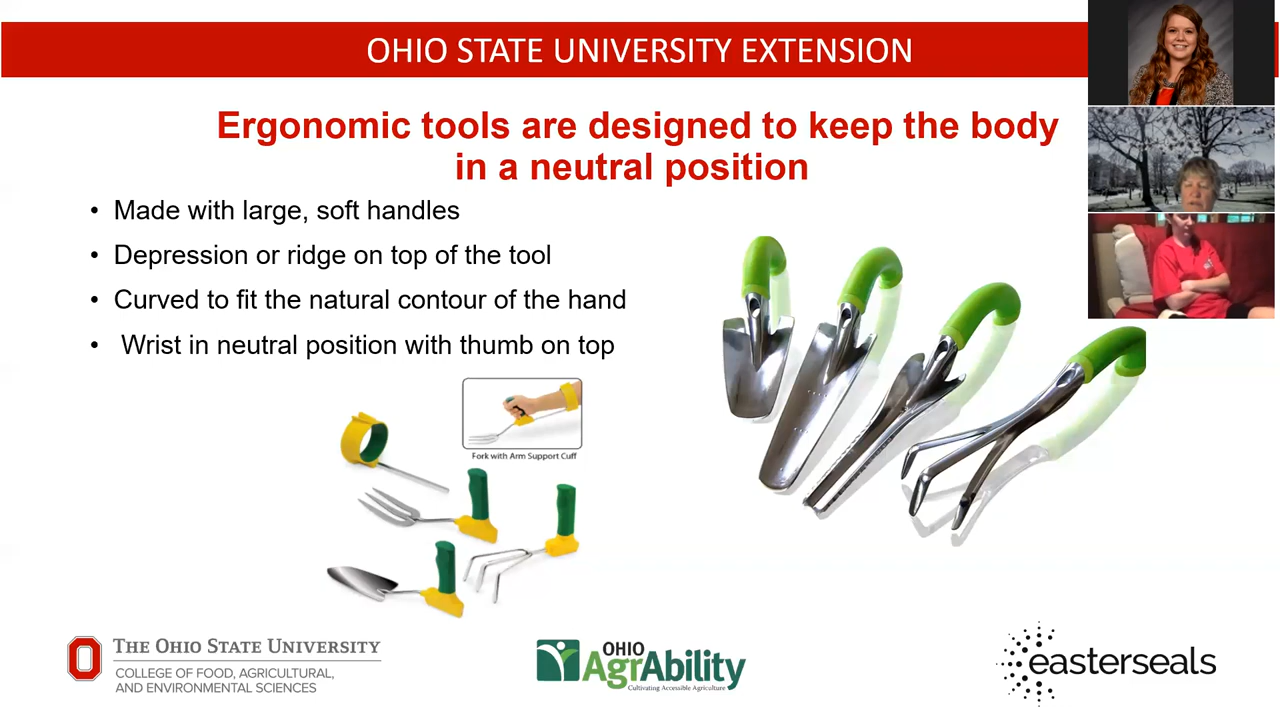 OHIO STATE UNIVERSITY EXTENSION
Ergonomic tools are designed to keep the body
in a neutral position
• Made with large, soft handles
• Depression or ridge on top of the tool
• Curved to fit the natural contour of the hand
• Wrist in neutral position with thumb on top
Fork with Arm Support Cuff
THE OHIO STATE UNIVERSITY
COLLEGE OF FOOD, AGRICULTURAL,
AND ENVIRONMENTAL SCIENCES
OHIO
AgrAbility
Cultivating Accessible Agriculture
easterseals